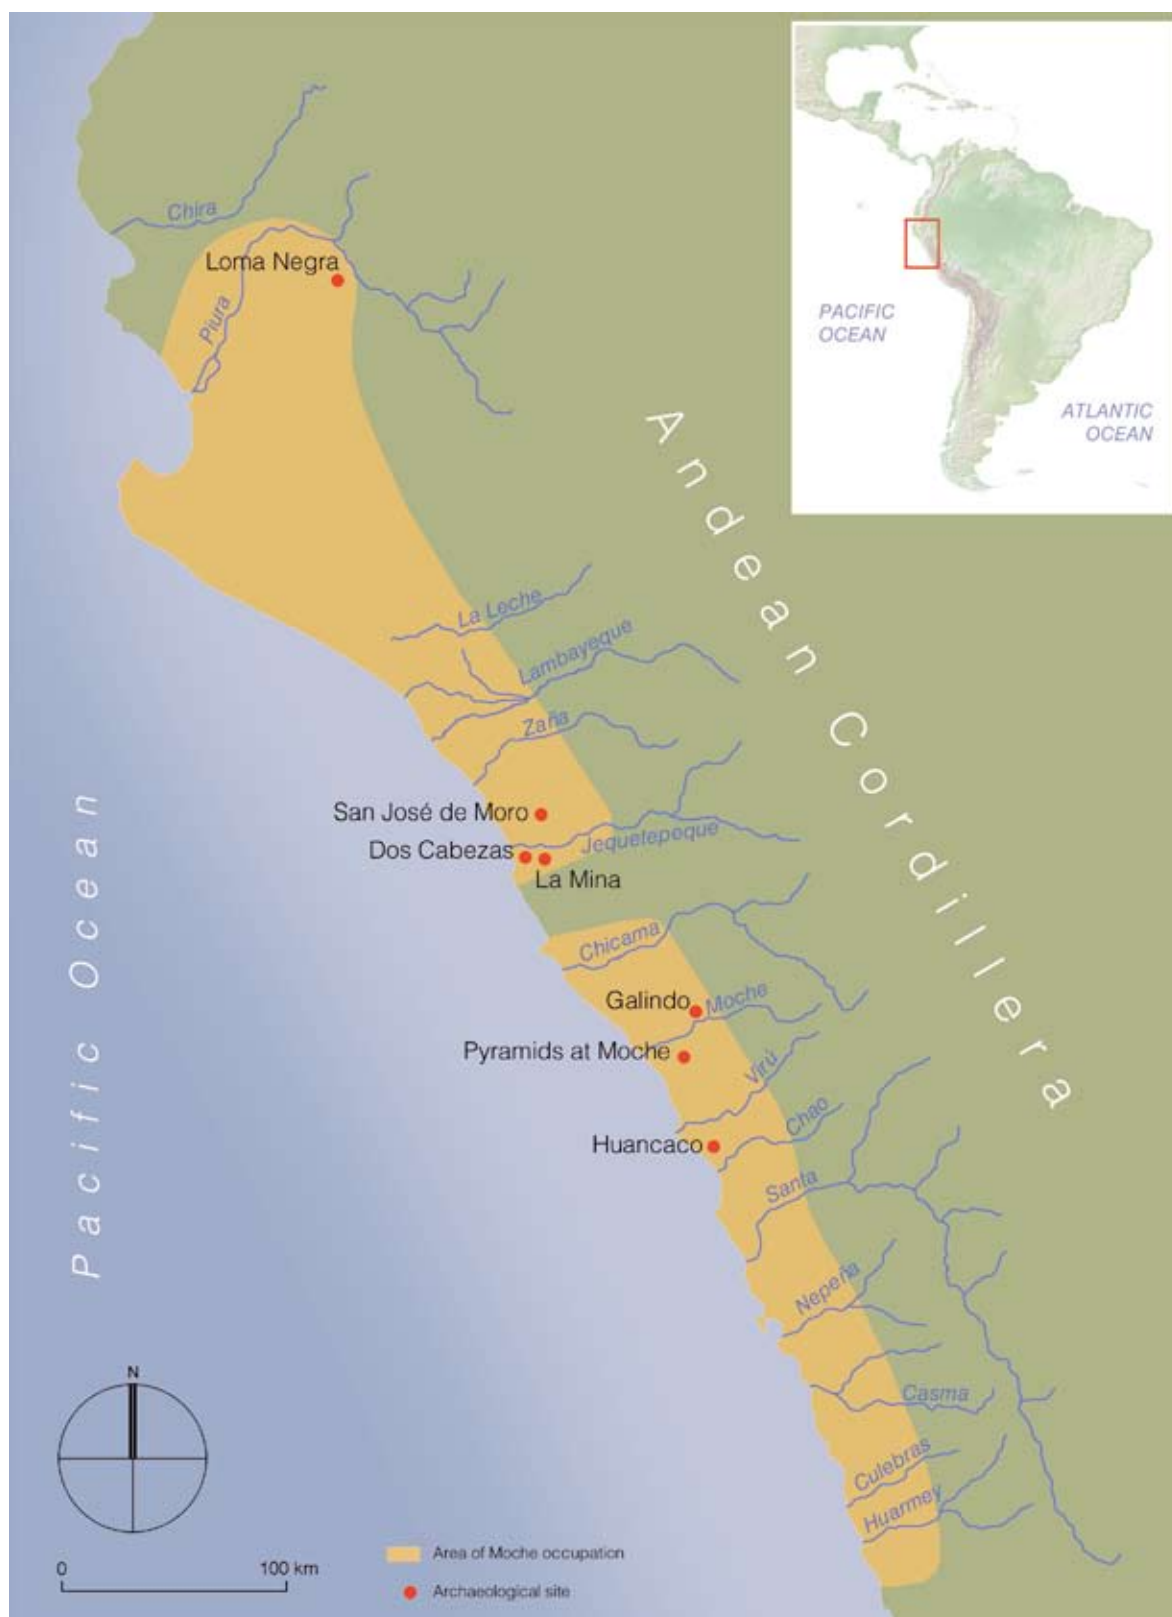 Chira
Loma Negra
Piura
PACIFIC
OCEAN
ATLANTIC
OCEAN
Andean Cordillera
La Leche
Lambayeque
Zaña
San José de Moro
Jequetepeque
Dos Cabezas
La Mina
Pacific Ocean
Chicama
Galindo
Moche
Pyramids at Moche
Virú
Chao
Huancaco
Santa
Nepeña
Casma
Culebras
Huarmey
N
0 100 km
Area of Moche occupation
Archaeological site